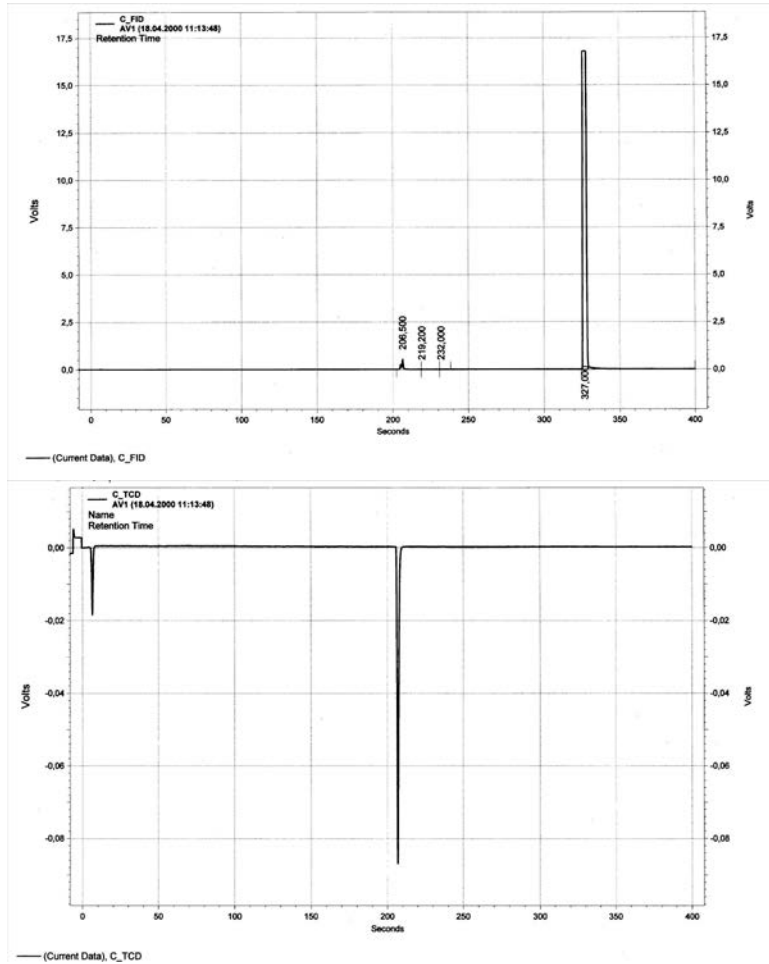 C_FID
AV1 (18.04.2000 11:13:48)
Retention Time
17,5 17,5
15,0 15,0
12,5 12,5
10,0 10,0
Volts Volts
7,5 7,5
5,0 5,0
2,5 2,5
206,500 219,200 232,000
0,0 0,0
327,000
0 50 100 150 200 250 300 350 400
Seconds
(Current Data), C_FID
C_TCD
AV1 (18.04.2000 11:13:48)
Name
Retention Time
0,00 0,00
-0,02 -0,02
-0,04 -0,04
Volts Volts
-0,06 -0,06
-0,08 -0,08
0 50 100 150 200 250 300 350 400
Seconds
(Current Data), C_TCD